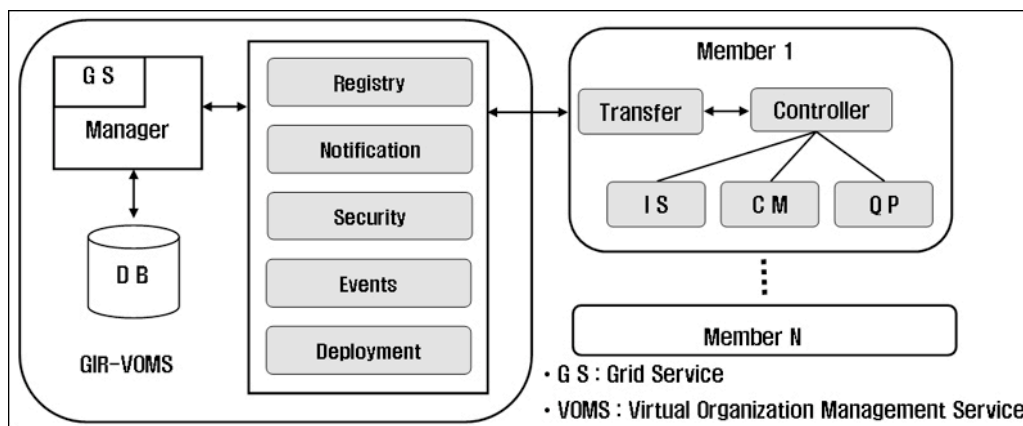 G S
Manager
D B
GIR-VOMS
Registry
Notification
Security
Events
Deployment
Member 1
Transfer
Controller
I S
C M
Q P
Member N
• G S : Grid Service
• VOMS : Virtual Organization Management Service